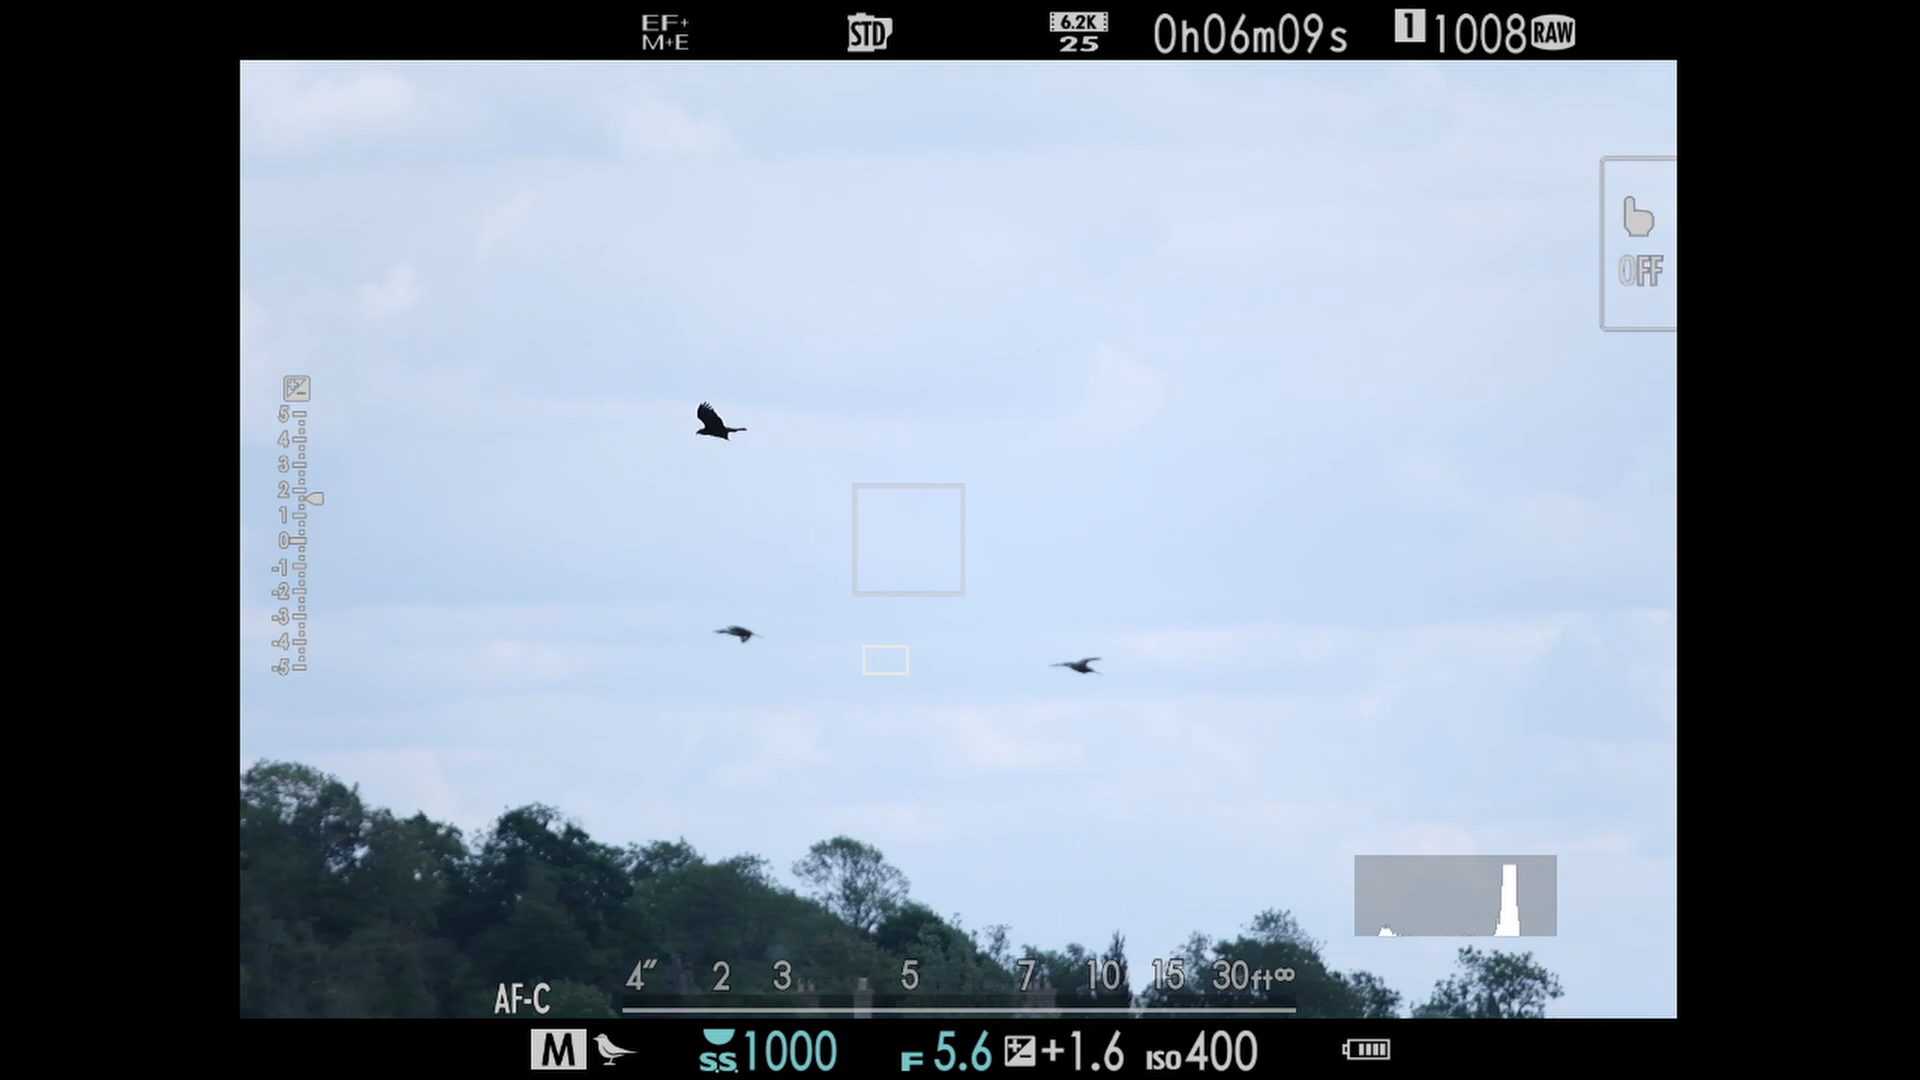 EF+
M+E
STD
6.2K
25
0h06m09s
1
1008
RAW
OFF
5
4
3
2
1
0
-1
-2
-3
-4
-5
4" 2 3 5 7 10 15 30ft∞
AF-C
M SS 1000 F 5.6 +1.6 ISO 400